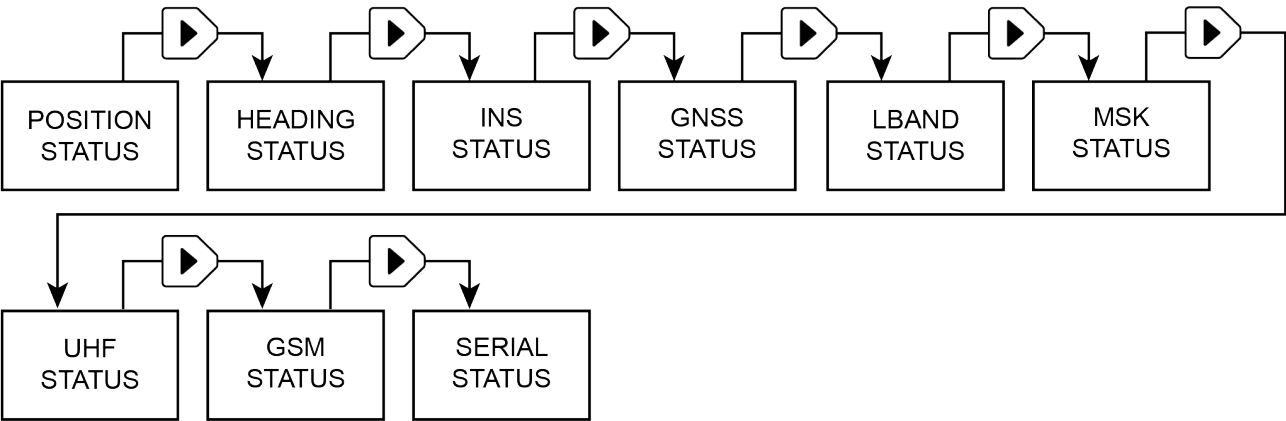 POSITION
STATUS
HEADING
STATUS
INS
STATUS
GNSS
STATUS
LBAND
STATUS
MSK
STATUS
UHF
STATUS
GSM
STATUS
SERIAL
STATUS